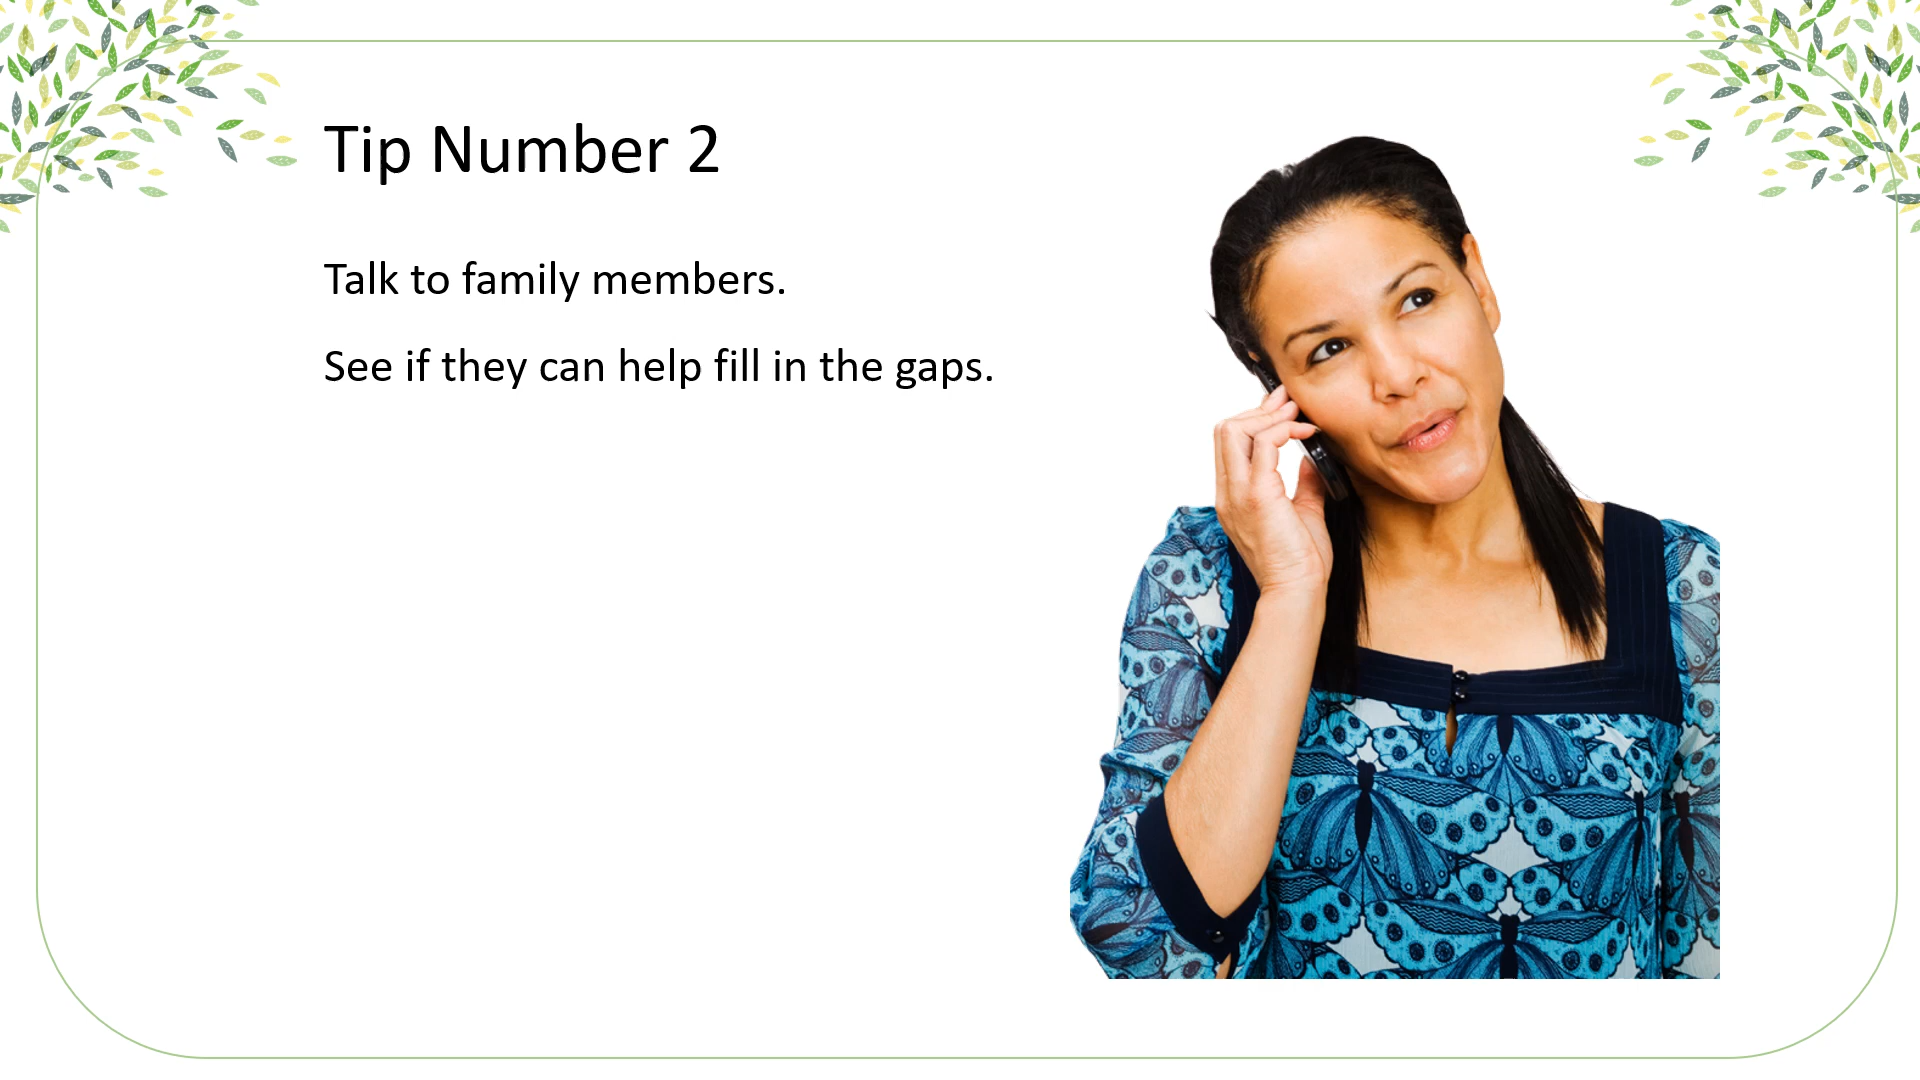 Tip Number 2
Talk to family members.
See if they can help fill in the gaps.